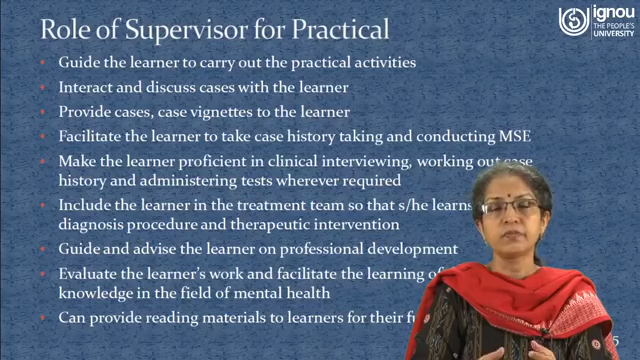 Role of Supervisor for Practical
ignou
THE PEOPLE'S
UNIVERSITY
• Guide the learner to carry out the practical activities
• Interact and discuss cases with the learner
• Provide cases, case vignettes to the learner
• Facilitate the learner to take case history taking and conducting MSE
• Make the learner proficient in clinical interviewing, working out case
history and administering tests wherever required
• Include the learner in the treatment team so that s/he learns
diagnosis procedure and therapeutic intervention
• Guide and advise the learner on professional development
• Evaluate the learner's work and facilitate the learning of
knowledge in the field of mental health
• Can provide reading materials to learners for their
5